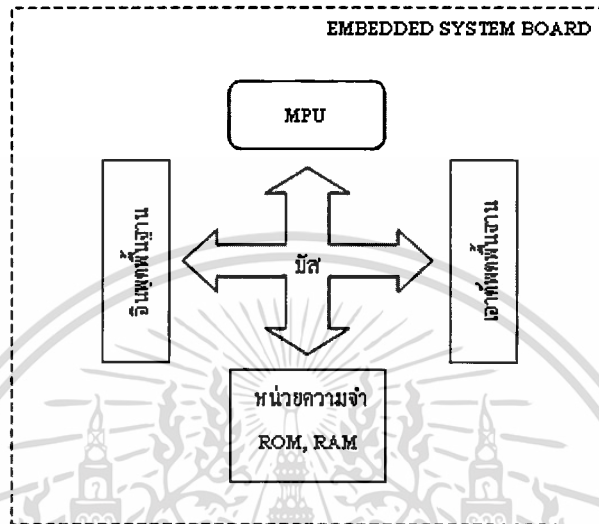 EMBEDDED SYSTEM BOARD
MPU
อินพุตพื้นฐาน
บัส
เอาต์พุตพื้นฐาน
หน่วยความจำ
ROM, RAM